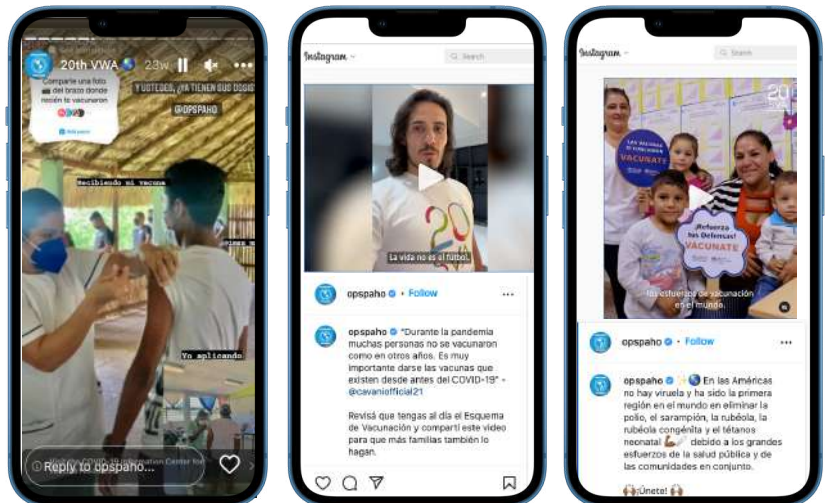 20th VWA 23w
Comparte una foto
del brazo donde
recién te vacunaron
Y USTEDES, ¿YA TIENEN SUS DOSIS
@OPSPAHO
Recibiendo mi vacuna
Yo aplicando
Reply to opspaho...
Instagram
Search
20
La vida no es el fútbol.
opspaho • Follow
opspaho "Durante la pandemia
muchas personas no se vacunaron
como en otros años. Es muy
importante darse las vacunas que
existen desde antes del COVID-19" -
@cavaniofficial21
Revisá que tengas al día el Esquema
de Vacunación y compartí este video
para que más familias también lo
hagan.
Instagram
Search
20
VACUNATE
¡Refuerza
tus Defensas!
VACUNATE
los esfuerzos de vacunación
en el mundo.
opspaho • Follow
opspaho En las Américas
no hay viruela y ha sido la primera
región en el mundo en eliminar la
polio, el sarampión, la rubéola, la
rubéola congénita y el tétanos
neonatal debido a los grandes
esfuerzos de la salud pública y de
las comunidades en conjunto.
¡Únete!